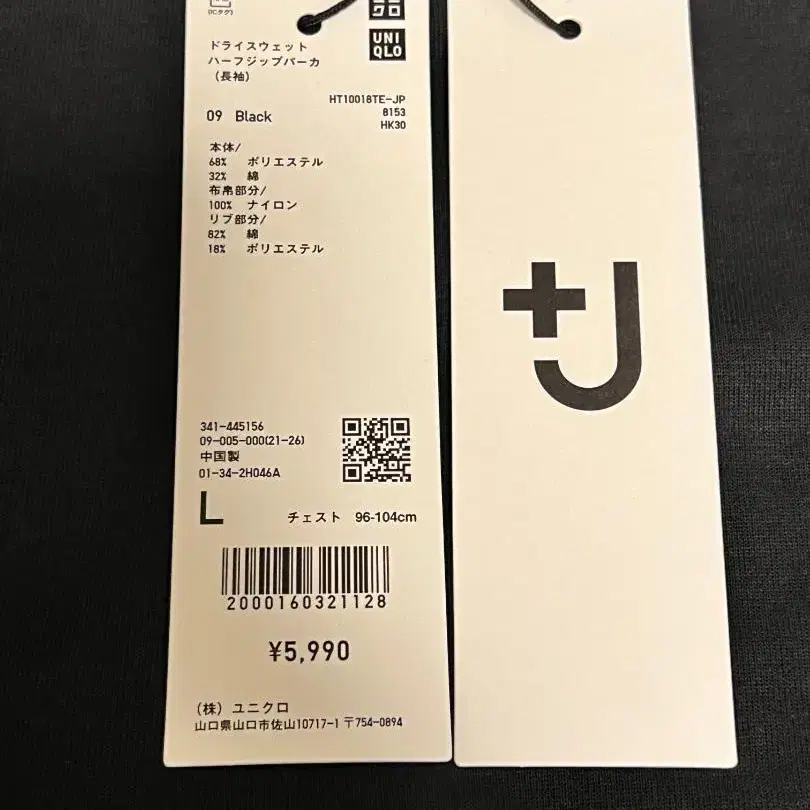 (ICタグ)
ドライスウェット
ハーフジップパーカ
（長袖）
UNI
QLO
HT10018TE-JP
09 Black
8153
HK30
本体/
68% ポリエステル
32% 綿
布帛部分/
100% ナイロン
リブ部分/
82% 綿
18% ポリエステル
341-445156
09-005-000(21-26)
中国製
01-34-2H046A
L
チェスト 96-104cm
2000160321128
¥5,990
（株）ユニクロ
山口県山口市佐山10717-1 〒754-0894
+J